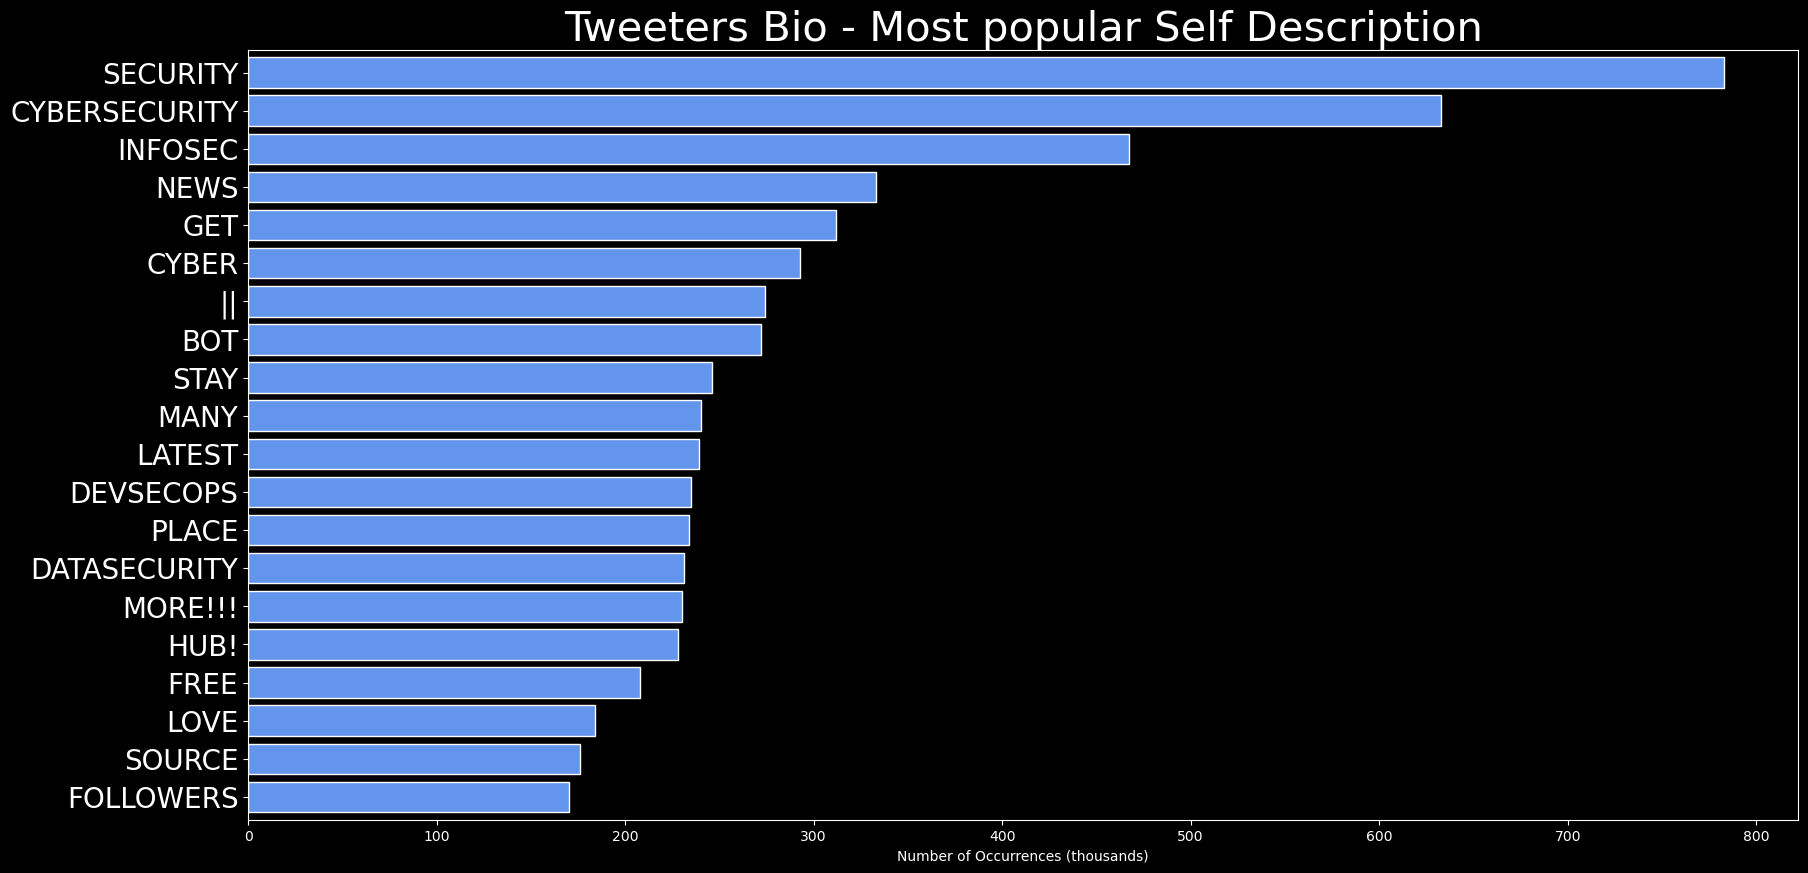 Tweeters Bio - Most popular Self Description
SECURITY
CYBERSECURITY
INFOSEC
NEWS
GET
CYBER
||
BOT
STAY
MANY
LATEST
DEVSECOPS
PLACE
DATASECURITY
MORE!!!
HUB!
FREE
LOVE
SOURCE
FOLLOWERS
0 100 200 300 400 500 600 700 800
Number of Occurrences (thousands)